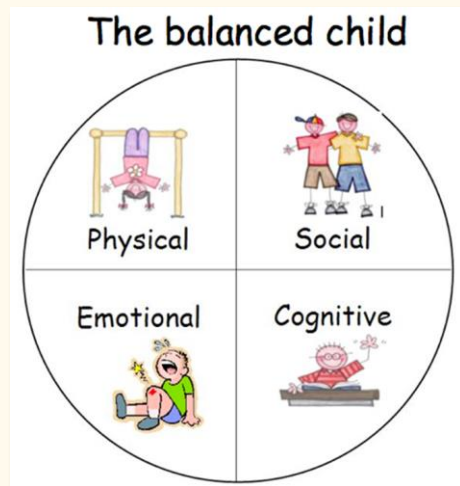 The balanced child
Physical
Social
Emotional
Cognitive